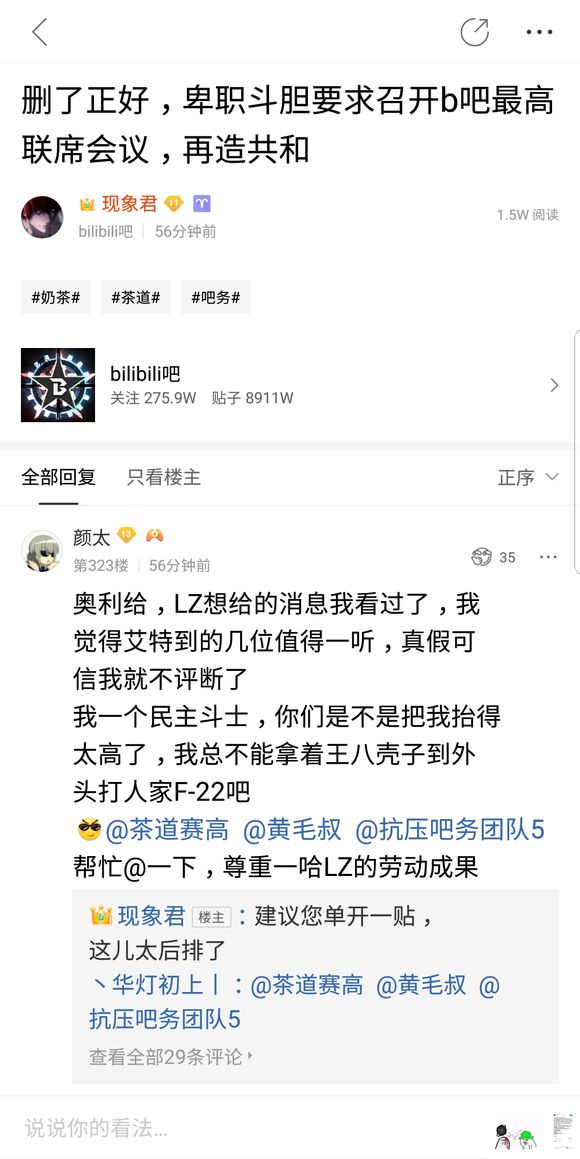 删了正好，卑职斗胆要求召开b吧最高
联席会议，再造共和
现象君 11
bilibili吧 56分钟前
1.5W 阅读
#奶茶# #茶道# #吧务#
bilibili吧
关注 275.9W 贴子 8911W
全部回复 只看楼主 正序
颜太 13
第323楼 56分钟前
35
奥利给，LZ想给的消息我看过了，我
觉得艾特到的几位值得一听，真假可
信我就不评断了
我一个民主斗士，你们是不是把我抬得
太高了，我总不能拿着王八壳子到外
头打人家F-22吧
@茶道赛高 @黄毛叔 @抗压吧务团队5
帮忙@一下，尊重一哈LZ的劳动成果
现象君 楼主：建议您单开一贴，
这儿太后排了
丶华灯初上丨：@茶道赛高 @黄毛叔 @
抗压吧务团队5
查看全部29条评论
说说你的看法...